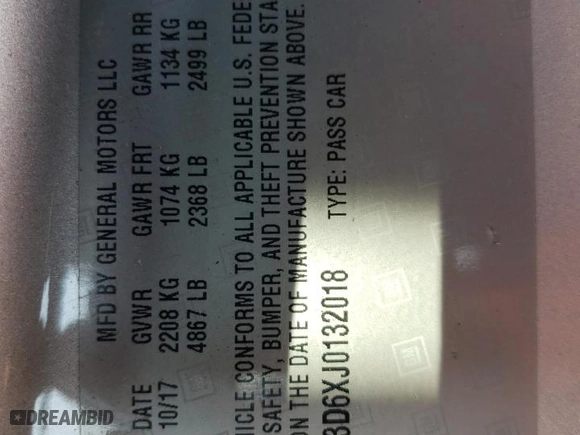 MFD BY GENERAL MOTORS LLC
DATE GVWR GAWR FRT GAWR RR
10/17 2208 KG 1074 KG 1134 KG
4867 LB 2368 LB 2499 LB
ICLE CONFORMS TO ALL APPLICABLE U.S. FEDE
SAFETY, BUMPER, AND THEFT PREVENTION STA
ON THE DATE OF MANUFACTURE SHOWN ABOVE.
3D6XJ0132018 TYPE: PASS CAR
DREAMBID